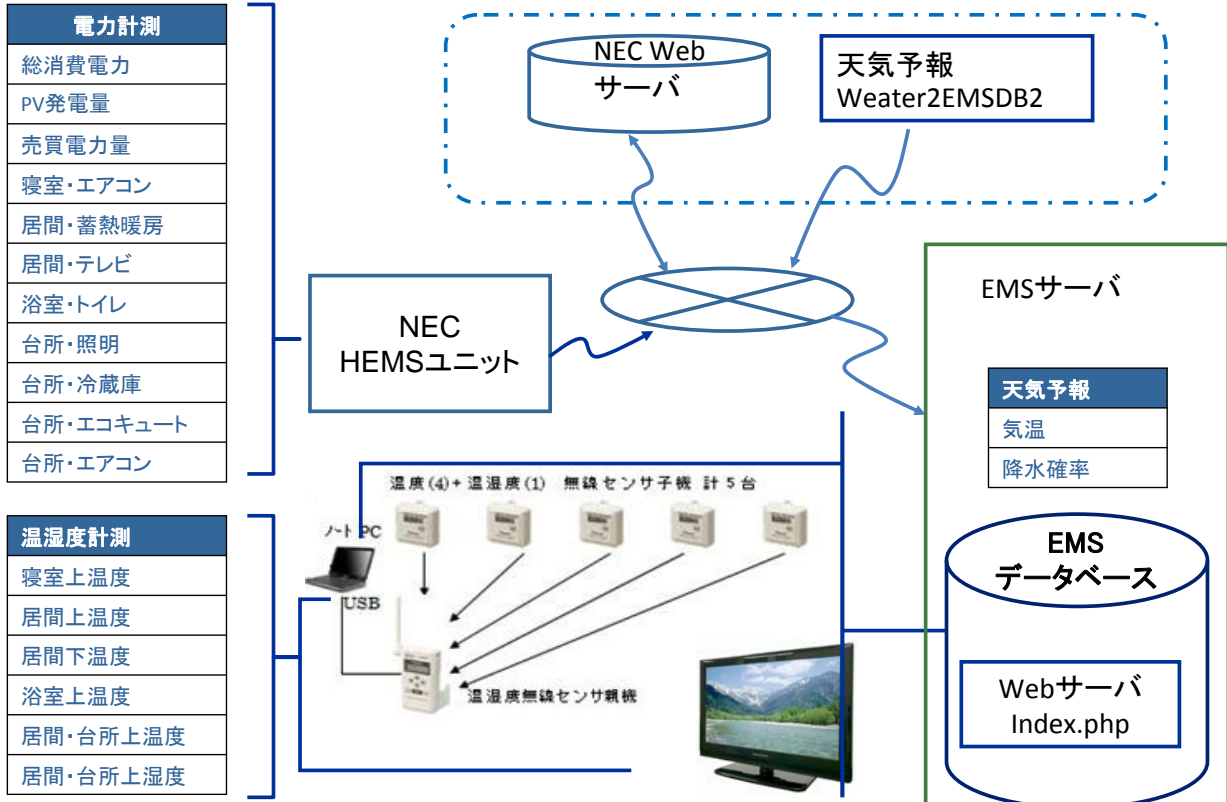 電力計測
総消費電力
PV発電量
売買電力量
寝室・エアコン
居間・蓄熱暖房
居間・テレビ
浴室・トイレ
台所・照明
台所・冷蔵庫
台所・エコキュート
台所・エアコン
温湿度計測
寝室上温度
居間上温度
居間下温度
浴室上温度
居間・台所上温度
居間・台所上湿度
NEC
HEMSユニット
NEC Web
サーバ
天気予報
Weater2EMSDB2
温度(4)+温湿度(1) 無線センサ子機 計5台
ノートPC
USB
温湿度無線センサ親機
EMSサーバ
天気予報
気温
降水確率
EMS
データベース
Webサーバ
Index.php